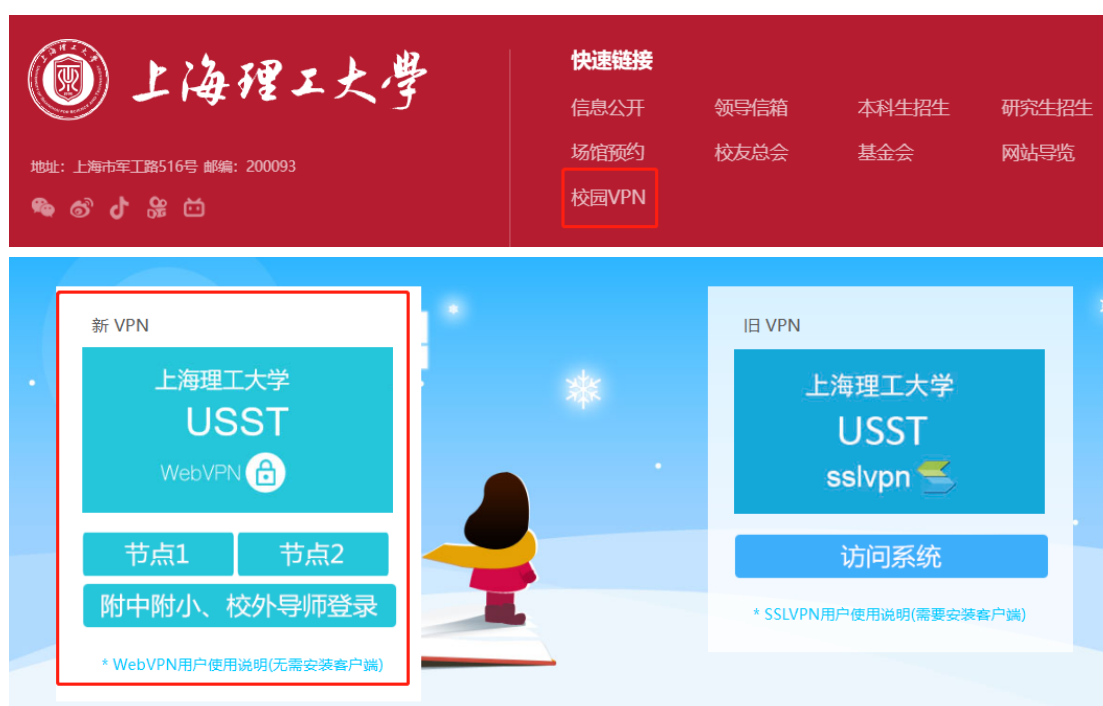 上海理工大學
地址：上海市军工路516号 邮编：200093
快速链接
信息公开 领导信箱 本科生招生 研究生招生
场馆预约 校友总会 基金会 网站导览
校园VPN
新 VPN
上海理工大学
USST
WebVPN
节点1 节点2
附中附小、校外导师登录
* WebVPN用户使用说明(无需安装客户端)
旧 VPN
上海理工大学
USST
sslvpn
访问系统
* SSLVPN用户使用说明(需要安装客户端)